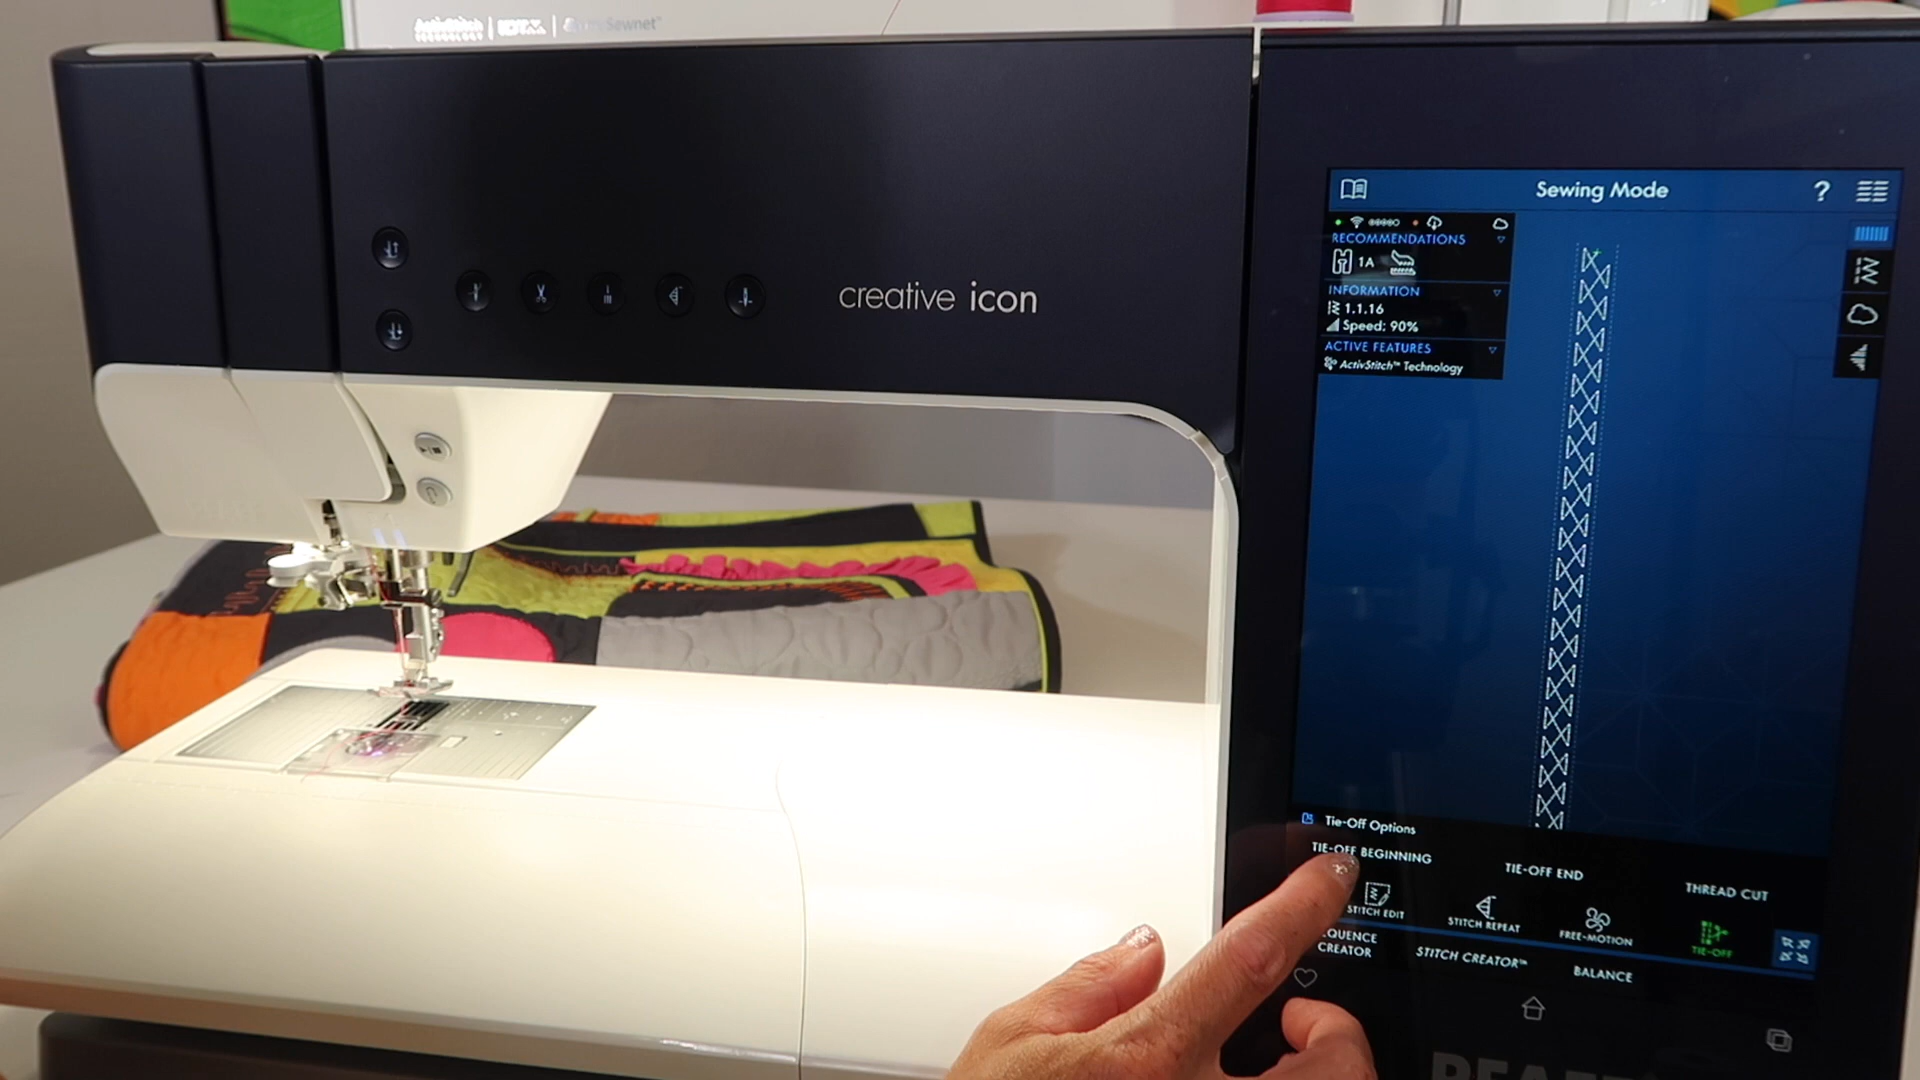 ActivStitch
TECHNOLOGY
creative icon
Sewing Mode
?
RECOMMENDATIONS
1A
INFORMATION
1.1.16
Speed: 90%
ACTIVE FEATURES
ActivStitch™ Technology
Tie-Off Options
TIE-OFF BEGINNING
TIE-OFF END
THREAD CUT
STITCH EDIT
STITCH REPEAT
FREE-MOTION
TIE-OFF
CREATOR
STITCH CREATOR™
BALANCE